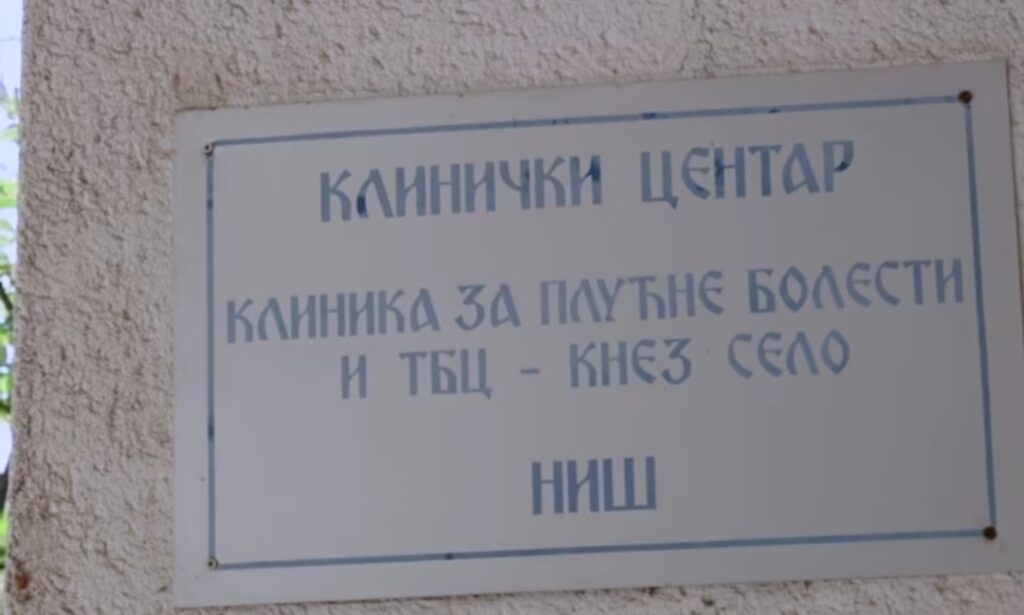 КЛИНИЧКИ ЦЕНТАР
КЛИНИКА ЗА ПЛУЋНЕ БОЛЕСТИ
И ТБЦ - КНЕЗ СЕЛО
НИШ